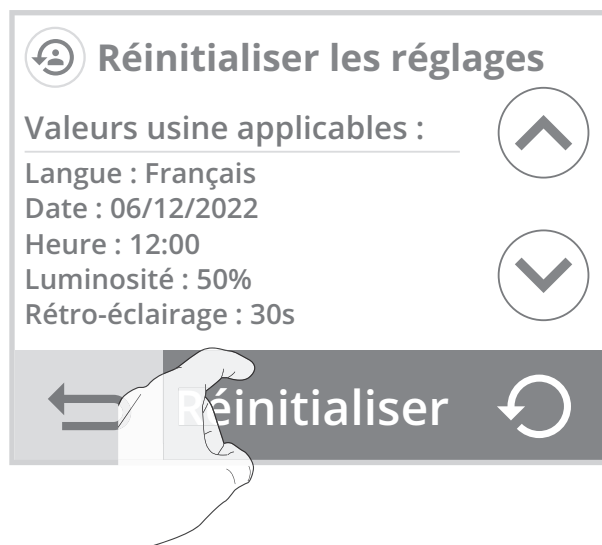 Réinitialiser les réglages
Valeurs usine applicables :
Langue : Français
Date : 06/12/2022
Heure : 12:00
Luminosité : 50%
Rétro-éclairage : 30s
Réinitialiser